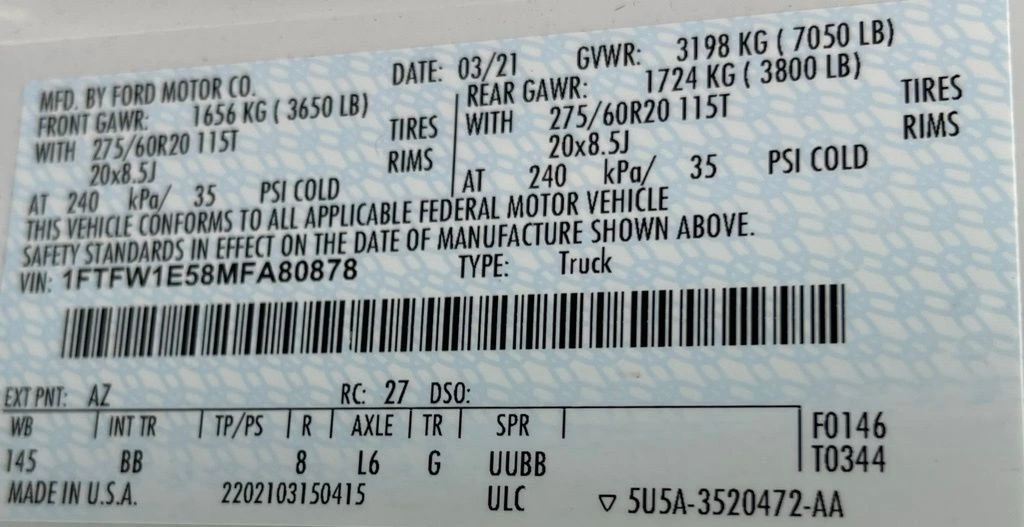 MFD. BY FORD MOTOR CO. DATE: 03/21 GVWR: 3198 KG ( 7050 LB)
FRONT GAWR: 1656 KG ( 3650 LB) REAR GAWR: 1724 KG ( 3800 LB)
WITH 275/60R20 115T TIRES WITH 275/60R20 115T TIRES
20x8.5J RIMS 20x8.5J RIMS
AT 240 kPa/ 35 PSI COLD AT 240 kPa/ 35 PSI COLD
THIS VEHICLE CONFORMS TO ALL APPLICABLE FEDERAL MOTOR VEHICLE
SAFETY STANDARDS IN EFFECT ON THE DATE OF MANUFACTURE SHOWN ABOVE.
VIN: 1FTFW1E58MFA80878 TYPE: Truck
EXT PNT: AZ RC: 27 DSO:
WB INT TR TP/PS R AXLE TR SPR F0146
145 BB 8 L6 G UUBB T0344
MADE IN U.S.A. 2202103150415 ULC ▽ 5U5A-3520472-AA